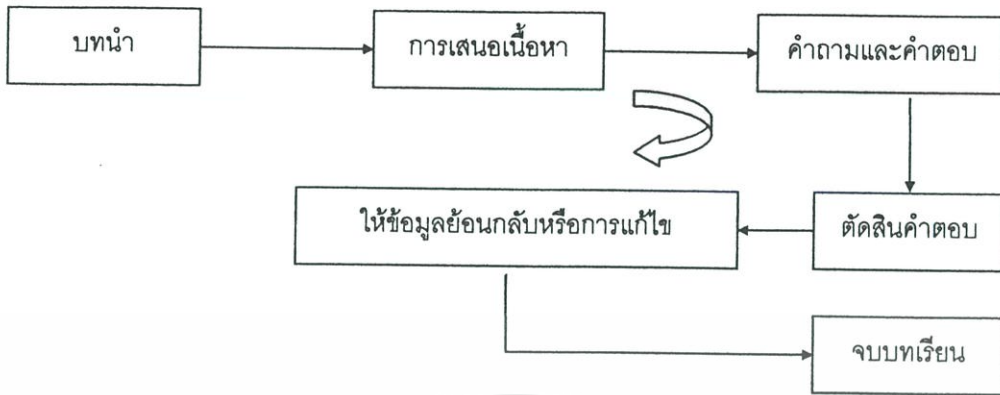 บทนำ
การเสนอเนื้อหา
คำถามและคำตอบ
ให้ข้อมูลย้อนกลับหรือการแก้ไข
ตัดสินคำตอบ
จบบทเรียน